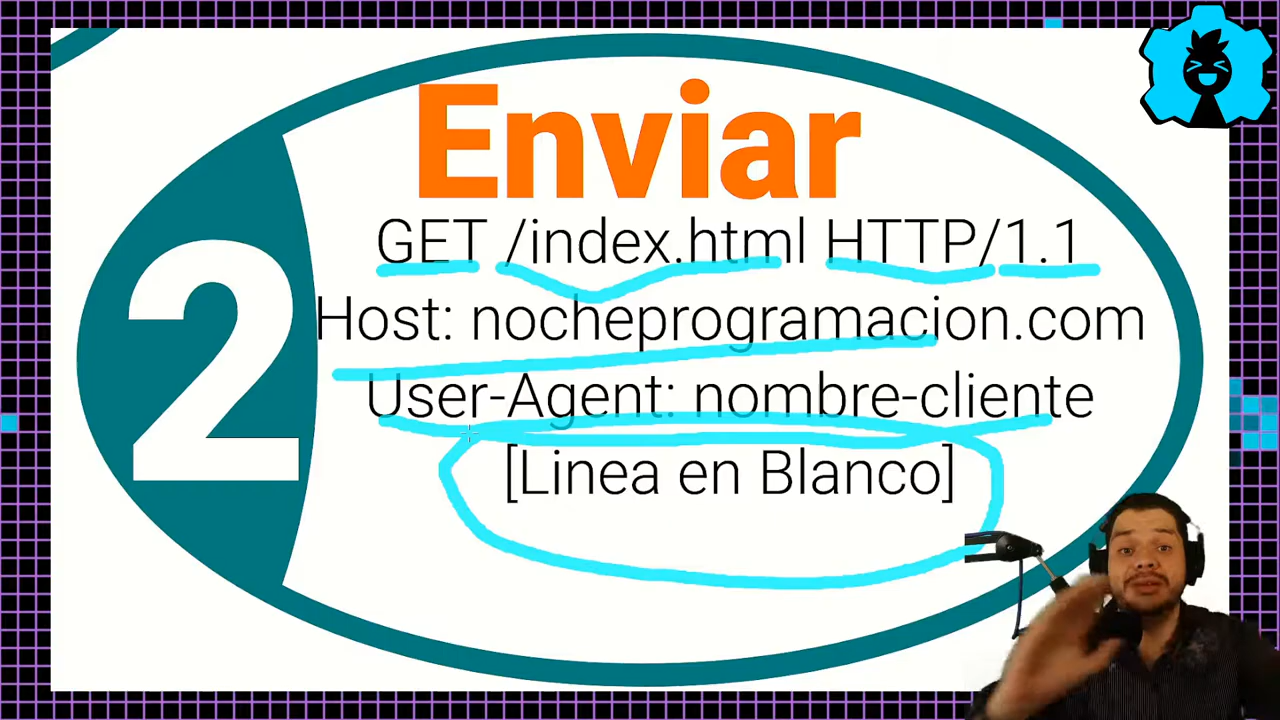 Enviar
GET /index.html HTTP/1.1
Host: nocheprogramacion.com
2
User-Agent: nombre-cliente
[Linea en Blanco]